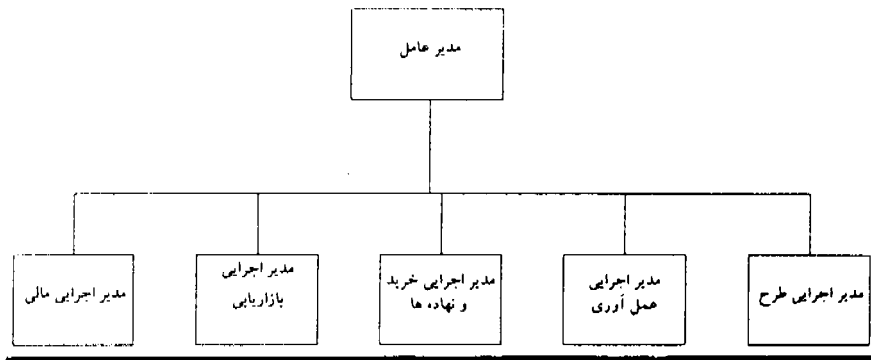 مدیر عامل
مدیر اجرایی طرح
مدیر اجرایی
عمل آوری
مدیر اجرایی خرید
و نهاده ها
مدیر اجرایی
بازاریابی
مدیر اجرایی مالی